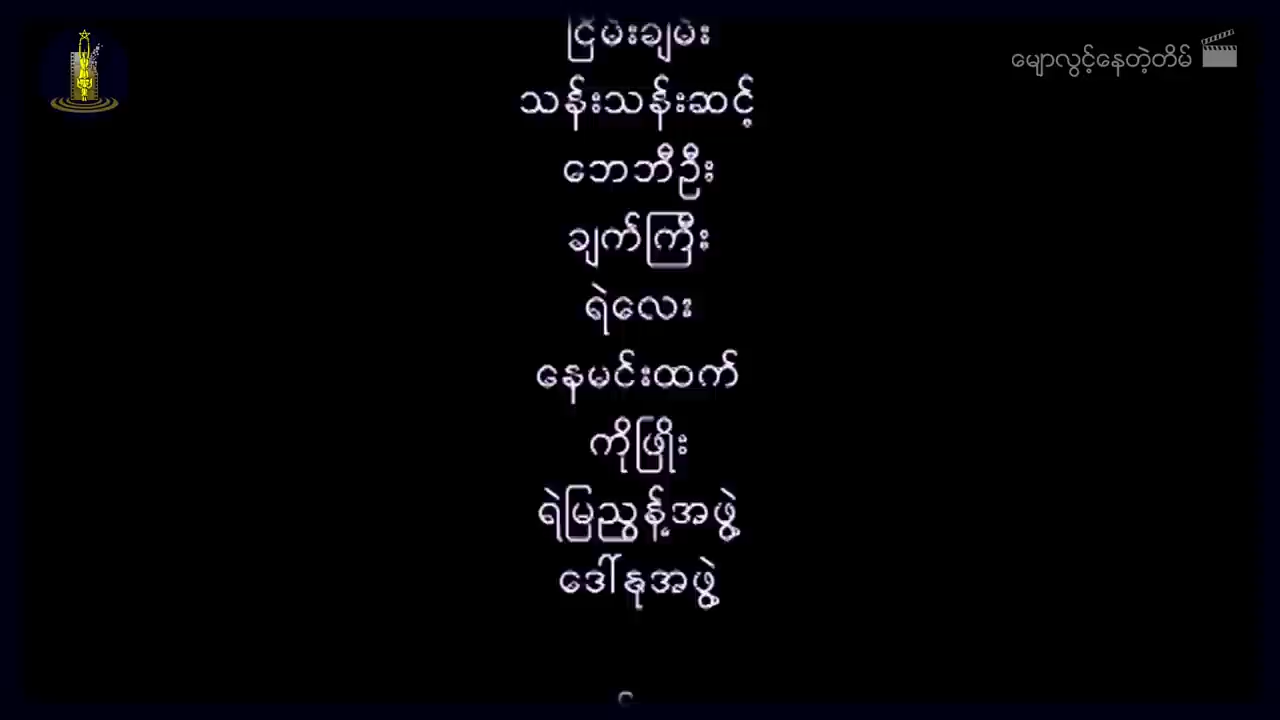 ငြိမ်းချမ်း
မျောလွင့်နေတဲ့တိမ်
သန်းသန်းဆင့်
ဘေဘီဦး
ချက်ကြီး
ရဲလေး
နေမင်းထက်
ကိုဖြိုး
ရဲမြညွန့်အဖွဲ့
ဒေါ်နုအဖွဲ့